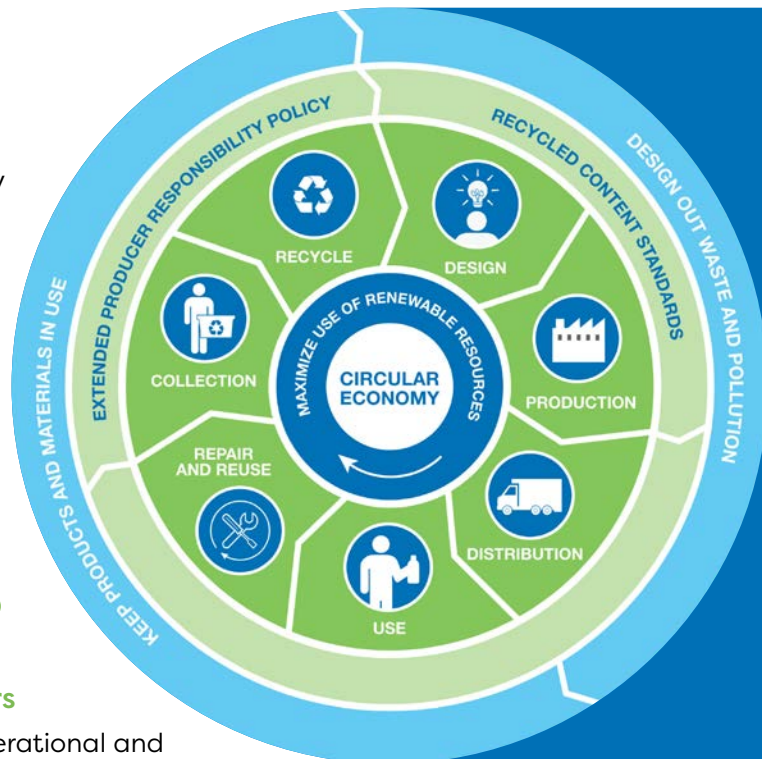 EXTENDED PRODUCER RESPONSIBILITY POLICY
RECYCLED CONTENT STANDARDS
DESIGN OUT WASTE AND POLLUTION
KEEP PRODUCTS AND MATERIALS IN USE
RECYCLE
DESIGN
COLLECTION
MAXIMIZE USE OF RENEWABLE RESOURCES
CIRCULAR
ECONOMY
PRODUCTION
REPAIR
AND REUSE
DISTRIBUTION
USE
erational and